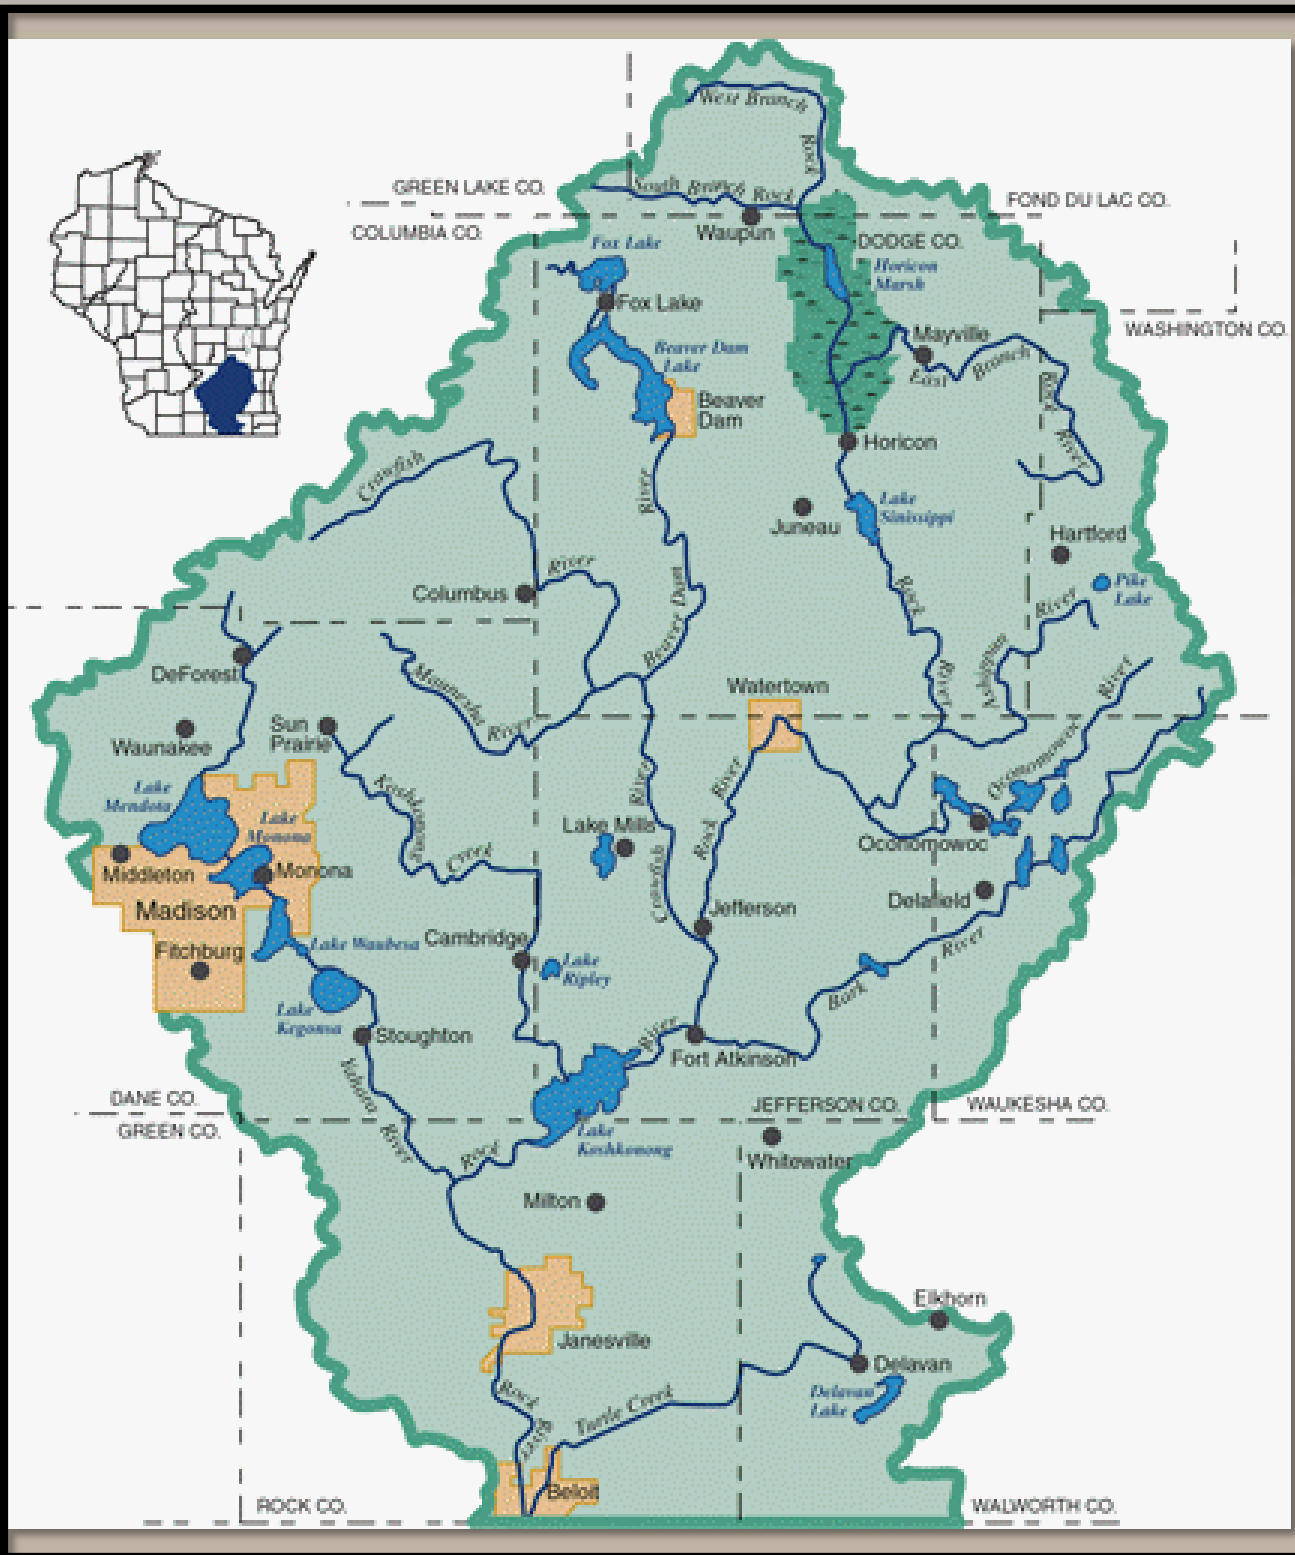 West Branch
Rock
GREEN LAKE CO.
South Branch Rock
FOND DU LAC CO.
COLUMBIA CO.
Waupun
DODGE CO.
Fox Lake
Horicon
Marsh
Fox Lake
WASHINGTON CO.
Mayville
Beaver Dam
Lake
East Branch
Rock
River
Beaver
Dam
Horicon
Crawfish
River
Lake
Sinissippi
Juneau
Hartford
River
Columbus
Rock
Pike
Lake
River
Beaver Dam
Ashippun
River
DeForest
Maunesha
River
Watertown
River
Sun
Prairie
Waunakee
Oconomowoc
Lake
Mendota
Koshkonong
River
River
Lake
Monona
Lake Mills
Rock
Oconomowoc
Creek
Middleton
Monona
Crawfish
Delafield
Madison
Jefferson
Fitchburg
Lake Waubesa
Cambridge
River
Lake
Ripley
Bark
Lake
Kegonsa
Stoughton
River
Fort Atkinson
Yahara
DANE CO.
JEFFERSON CO.
WAUKESHA CO.
GREEN CO.
River
Lake
Koshkonong
Rock
Whitewater
Milton
Elkhorn
Janesville
Delavan
Rock
Turtle Creek
Delavan
Lake
River
Beloit
ROCK CO.
WALWORTH CO.